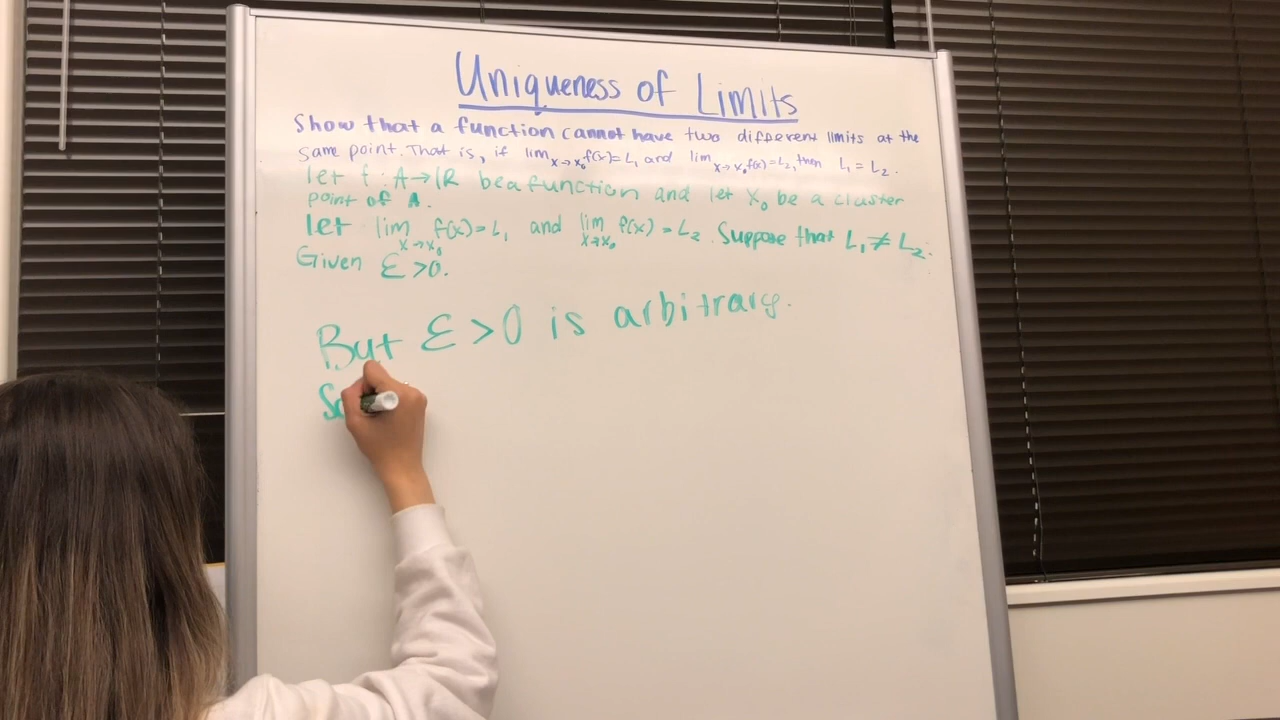 Uniqueness of Limits
Show that a function cannot have two different limits at the
same point. That is, if lim x→x₀ f(x)=L₁ and lim x→x₀ f(x)=L₂, then L₁=L₂.
let f: A→ℝ be a function and let x₀ be a cluster
point of A.
let lim x→x₀ f(x)=L₁ and lim x→x₀ f(x)=L₂. Suppose that L₁≠L₂.
Given ε>0.
But ε>0 is arbitrary.